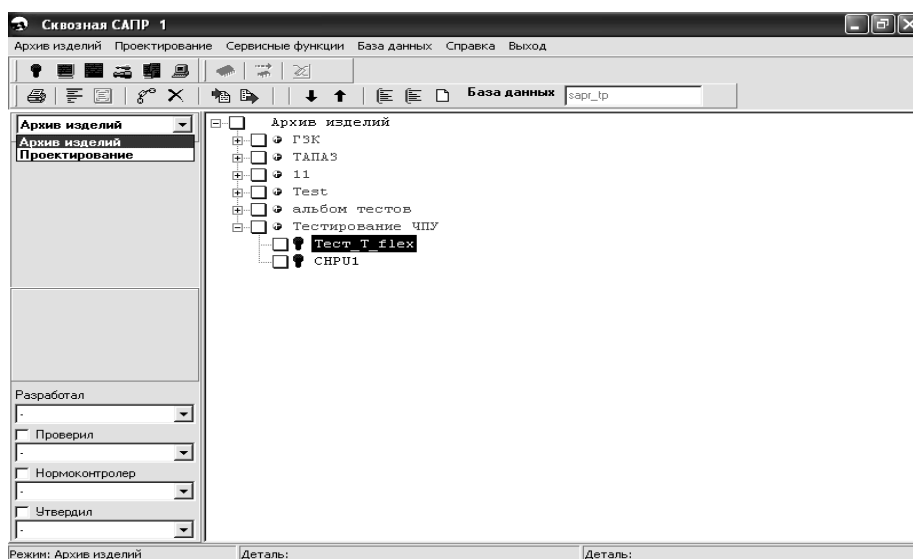 Сквозная САПР 1
Архив изделий Проектирование Сервисные функции База данных Справка Выход
База данных sapr_tp
Архив изделий
Архив изделий
Проектирование
Архив изделий
ГЗК
ТАПАЗ
11
Test
альбом тестов
Тестирование ЧПУ
Тест_T_flex
CHPU1
Разработал
-
Проверил
-
Нормоконтролер
-
Утвердил
-
Режим: Архив изделий Деталь: Деталь: